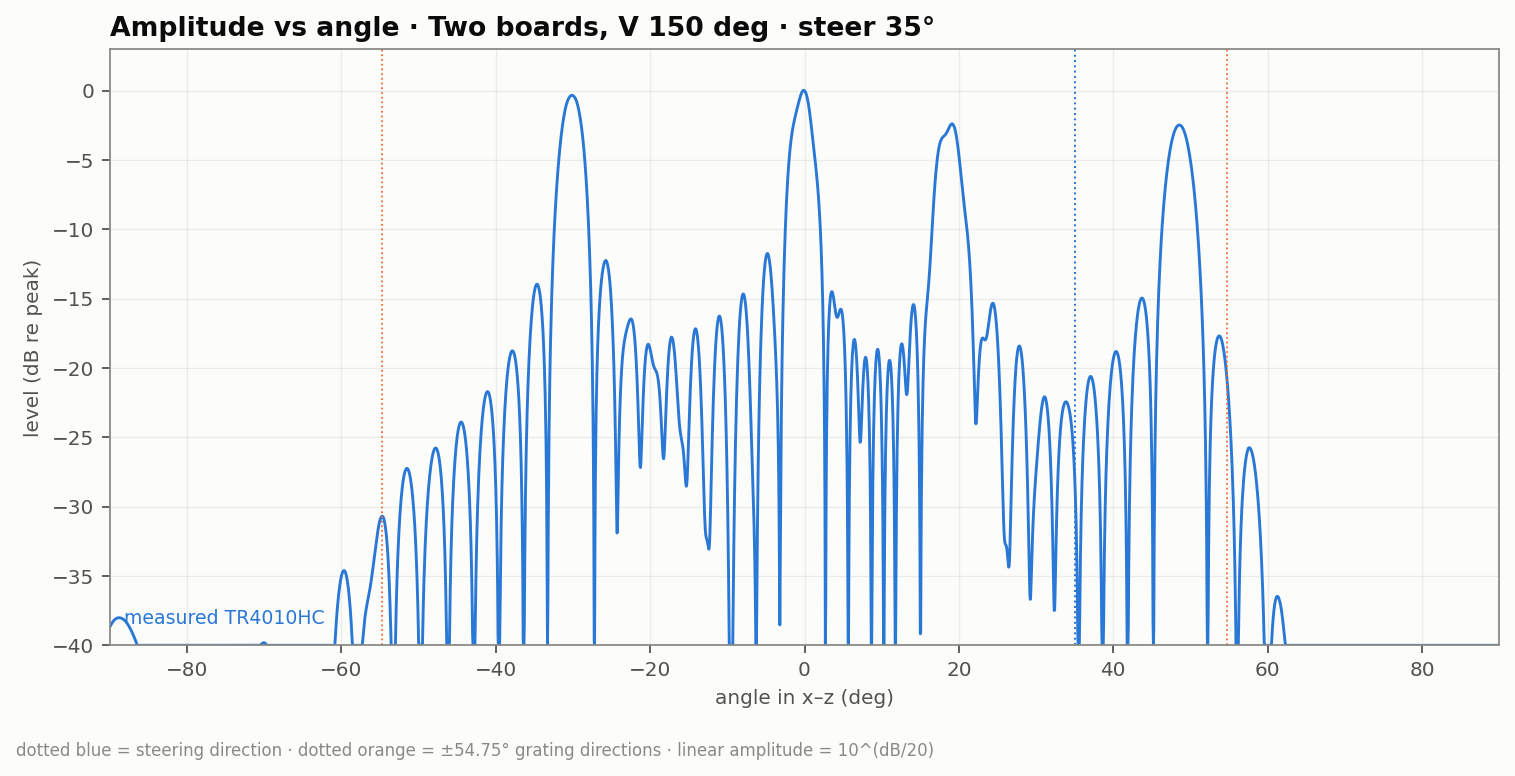 Amplitude vs angle · Two boards, V 150 deg · steer 35°
level (dB re peak)
0
−5
−10
−15
−20
−25
−30
−35
−40
measured TR4010HC
−80 −60 −40 −20 0 20 40 60 80
angle in x–z (deg)
dotted blue = steering direction · dotted orange = ±54.75° grating directions · linear amplitude = 10^(dB/20)